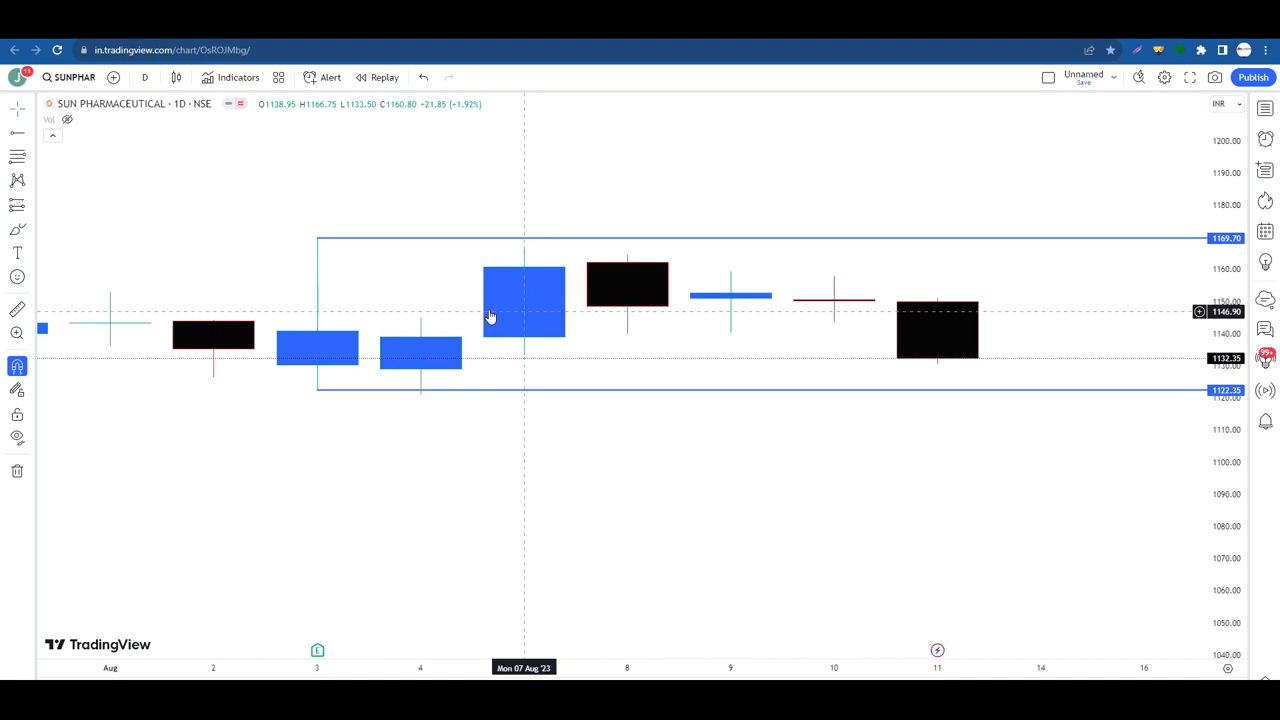 in.tradingview.com/chart/OsROJMbg/
J 11 SUNPHAR D Indicators Alert Replay Unnamed Publish
Save
SUN PHARMACEUTICAL · 1D · NSE O1138.95 H1166.75 L1133.50 C1160.80 +21.85 (+1.92%) INR
Vol
1200.00
1190.00
1180.00
1169.70
1160.00
1150.00
1146.90
1140.00
1132.35
99+
1130.00
1122.35
1120.00
1110.00
1100.00
1090.00
1080.00
1070.00
1060.00
1050.00
1040.00
TradingView
E
Aug 2 3 4 Mon 07 Aug '23 8 9 10 11 14 16